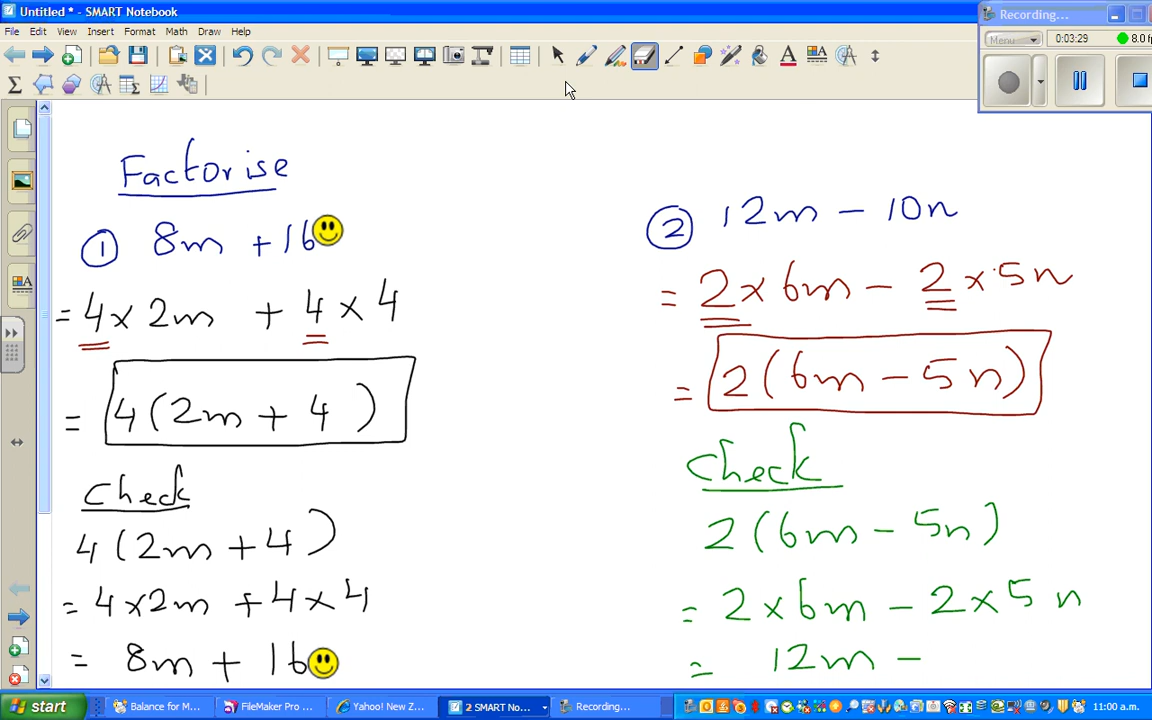 Untitled * - SMART Notebook
Recording...
File Edit View Insert Format Math Draw Help
Menu
0:03:29
8.0 f
Factorise
① 8m + 16
= 4 × 2m + 4 × 4
= 4 ( 2m + 4 )
Check
4 ( 2m + 4 )
= 4 × 2m + 4 × 4
= 8m + 16
② 12m - 10n
= 2 × 6m - 2 × 5n
= 2 ( 6m - 5n )
Check
2 ( 6m - 5n )
= 2 × 6m - 2 × 5 n
= 12m -
start
Balance for M...
FileMaker Pro ...
Yahoo! New Z...
2 SMART No...
Recording...
11:00 a.m.